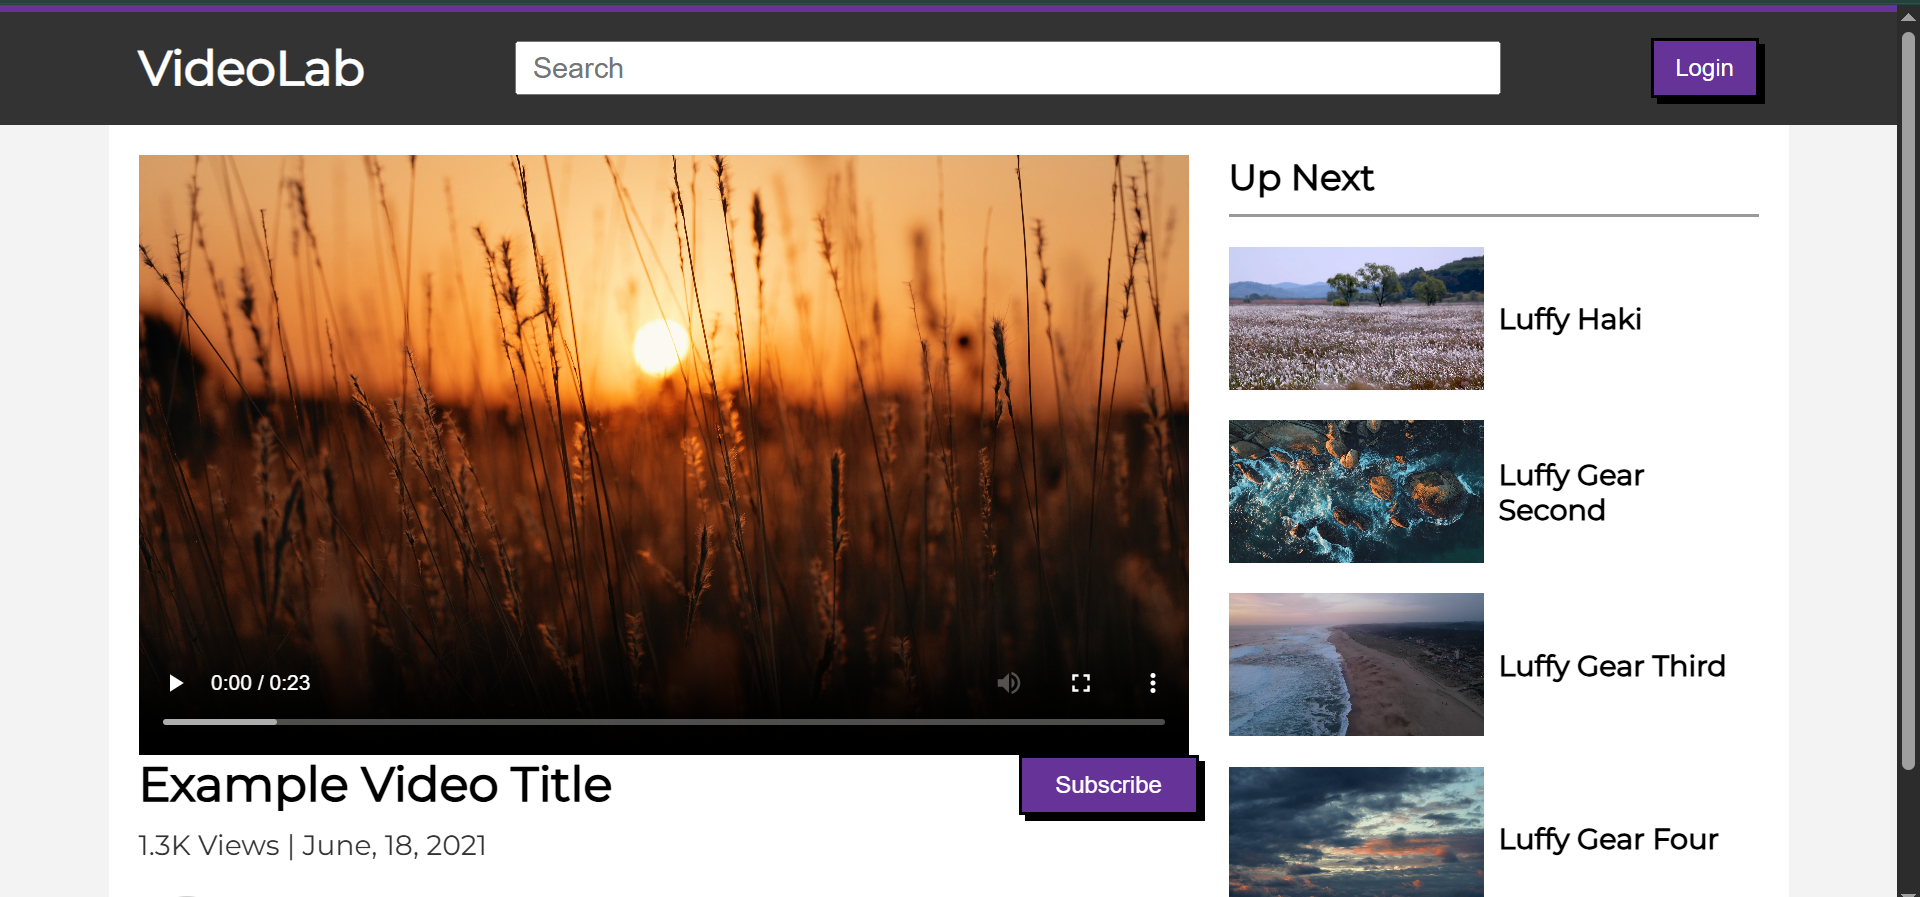 VideoLab
Search
Login
Up Next
Luffy Haki
Luffy Gear
Second
Luffy Gear Third
Luffy Gear Four
0:00 / 0:23
Example Video Title
Subscribe
1.3K Views | June, 18, 2021